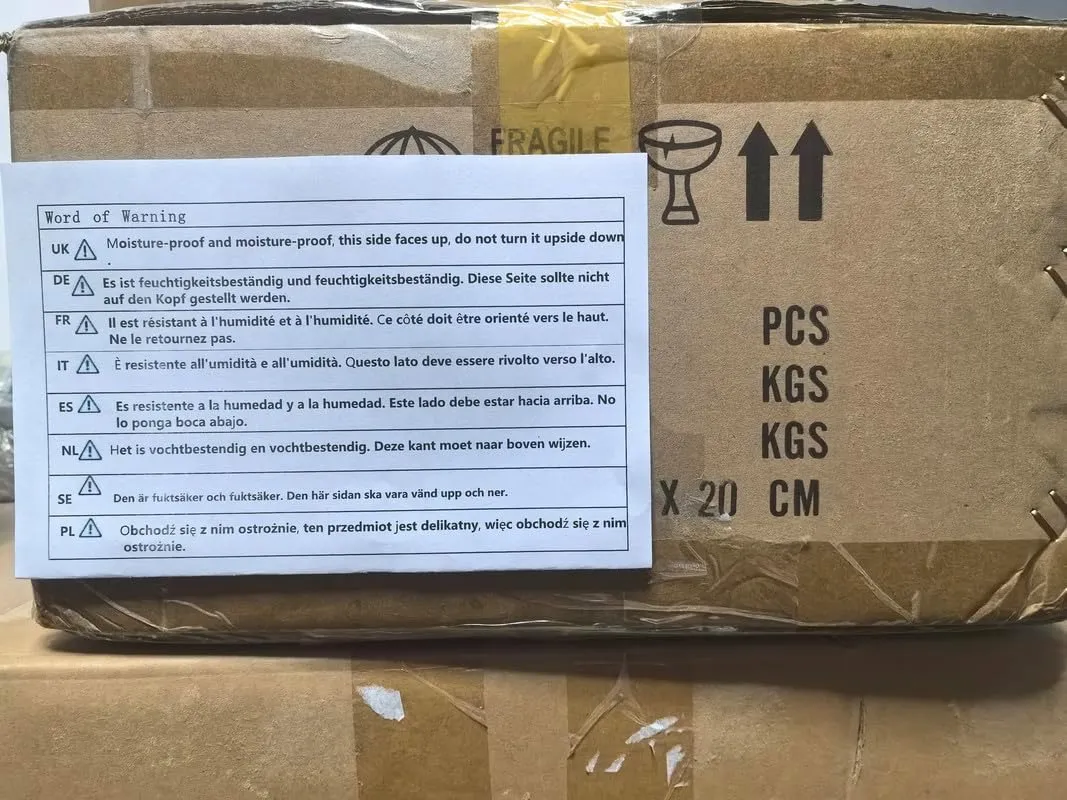 FRAGILE
Word of Warning
UK Moisture-proof and moisture-proof, this side faces up, do not turn it upside down
.
DE Es ist feuchtigkeitsbeständig und feuchtigkeitsbeständig. Diese Seite sollte nicht
auf den Kopf gestellt werden.
FR Il est résistant à l'humidité et à l'humidité. Ce côté doit être orienté vers le haut.
Ne le retournez pas.
IT È resistente all'umidità e all'umidità. Questo lato deve essere rivolto verso l'alto.
ES Es resistente a la humedad y a la humedad. Este lado debe estar hacia arriba. No
lo ponga boca abajo.
NL Het is vochtbestendig en vochtbestendig. Deze kant moet naar boven wijzen.
SE Den är fuktsäker och fuktsäker. Den här sidan ska vara vänd upp och ner.
PL Obchodź się z nim ostrożnie, ten przedmiot jest delikatny, więc obchodź się z nim
ostrożnie.
PCS
KGS
KGS
X 20 CM